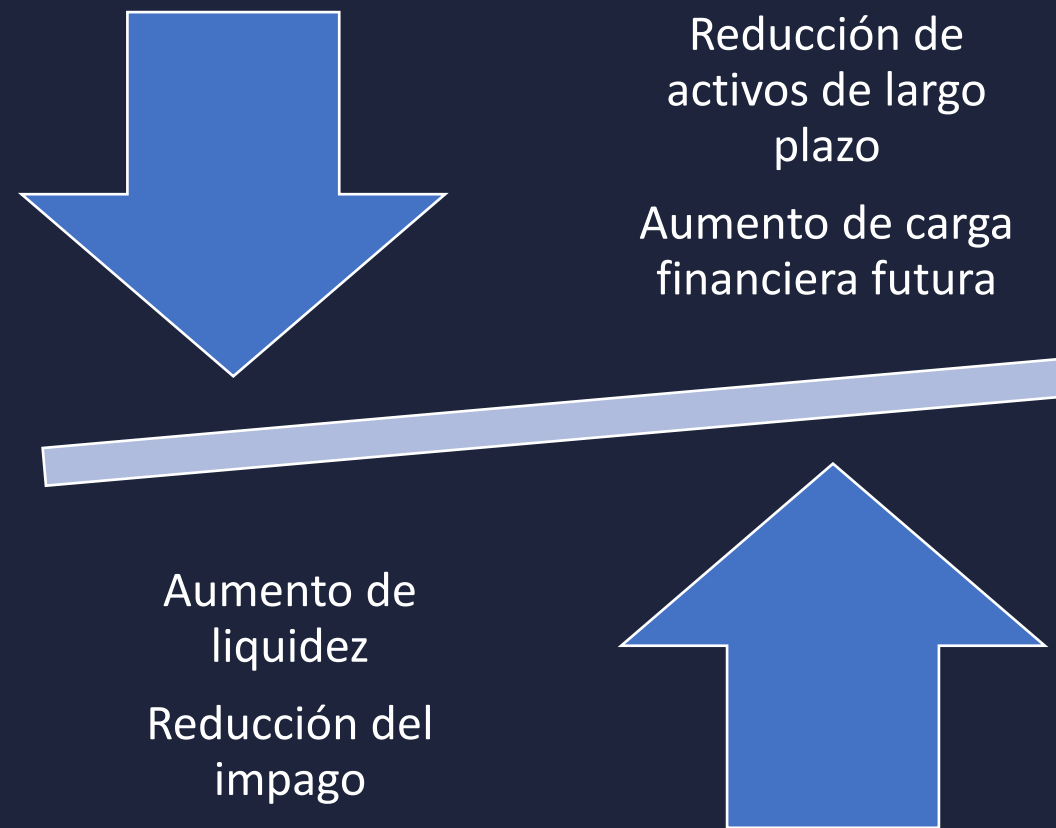 Reducción de
activos de largo
plazo
Aumento de carga
financiera futura
Aumento de
liquidez
Reducción del
impago